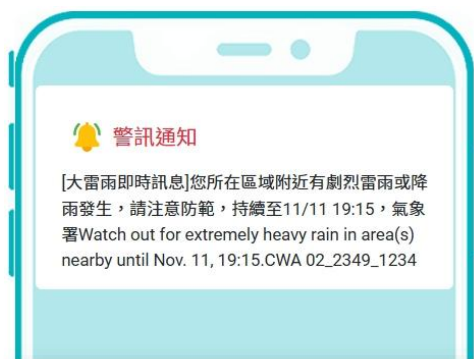 警訊通知
[大雷雨即時訊息]您所在區域附近有劇烈雷雨或降
雨發生，請注意防範，持續至11/11 19:15，氣象
署Watch out for extremely heavy rain in area(s)
nearby until Nov. 11, 19:15.CWA 02_2349_1234